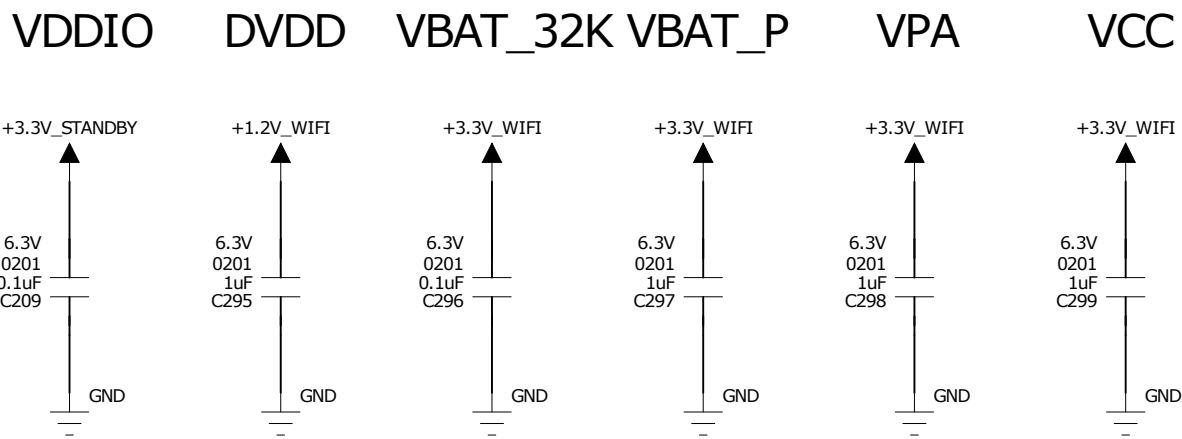 VDDIO DVDD VBAT_32K VBAT_P VPA VCC
+3.3V_STANDBY +1.2V_WIFI +3.3V_WIFI +3.3V_WIFI +3.3V_WIFI +3.3V_WIFI
6.3V 6.3V 6.3V 6.3V 6.3V 6.3V
0201 0201 0201 0201 0201 0201
0.1uF 1uF 0.1uF 1uF 1uF 1uF
C209 C295 C296 C297 C298 C299
GND GND GND GND GND GND